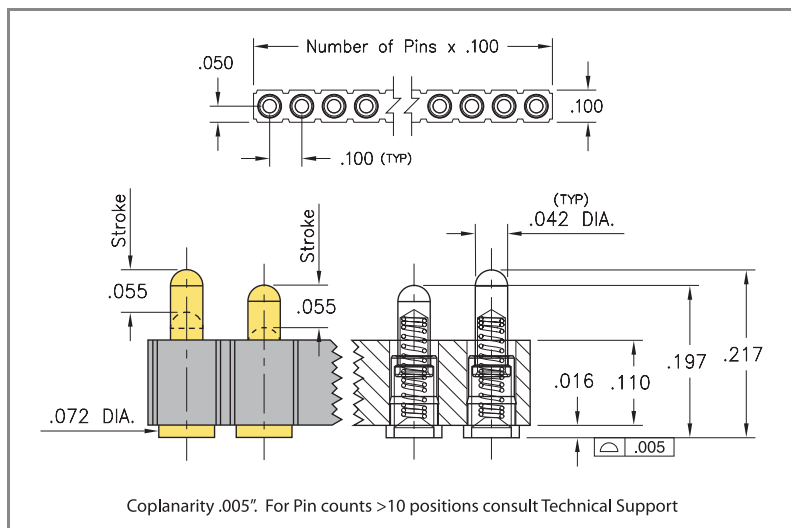 Number of Pins x .100
.050
.100
.100 (TYP)
Stroke
Stroke
(TYP)
.042 DIA.
.055
.055
.197
.217
.016
.110
.072 DIA.
.005
Coplanarity .005". For Pin counts >10 positions consult Technical Support